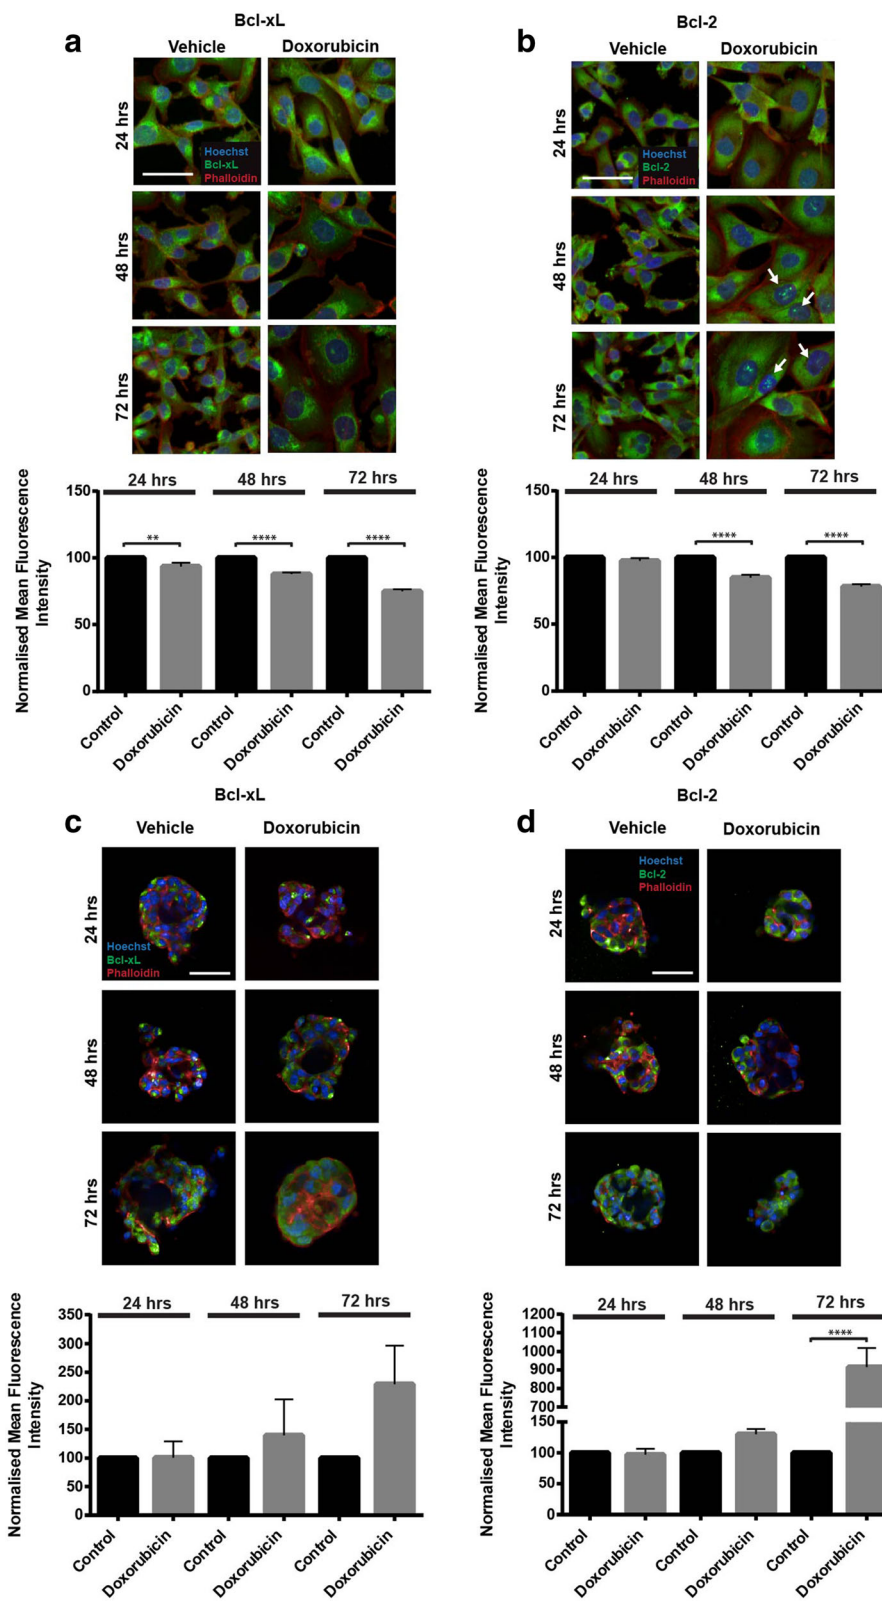 a
Bcl-xL
Vehicle
Doxorubicin
24 hrs
Hoechst
Bcl-xL
Phalloidin
48 hrs
72 hrs
24 hrs
48 hrs
72 hrs
Normalised Mean Fluorescence
Intensity
150
100
50
0
**
****
****
Control
Doxorubicin
Control
Doxorubicin
Control
Doxorubicin
b
Bcl-2
Vehicle
Doxorubicin
24 hrs
Hoechst
Bcl-2
Phalloidin
48 hrs
72 hrs
24 hrs
48 hrs
72 hrs
Normalised Mean Fluorescence
Intensity
150
100
50
0
****
****
Control
Doxorubicin
Control
Doxorubicin
Control
Doxorubicin
c
Bcl-xL
Vehicle
Doxorubicin
24 hrs
Hoechst
Bcl-xL
Phalloidin
48 hrs
72 hrs
24 hrs
48 hrs
72 hrs
Normalised Mean Fluorescence
Intensity
350
300
250
200
150
100
50
0
Control
Doxorubicin
Control
Doxorubicin
Control
Doxorubicin
d
Bcl-2
Vehicle
Doxorubicin
24 hrs
Hoechst
Bcl-2
Phalloidin
48 hrs
72 hrs
24 hrs
48 hrs
72 hrs
Normalised Mean Fluorescence
Intensity
1200
1100
1000
900
800
700
150
100
50
0
****
Control
Doxorubicin
Control
Doxorubicin
Control
Doxorubicin